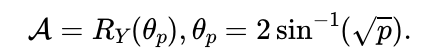 𝒜 = R_Y(θ_p), θ_p = 2 sin⁻¹(√p).